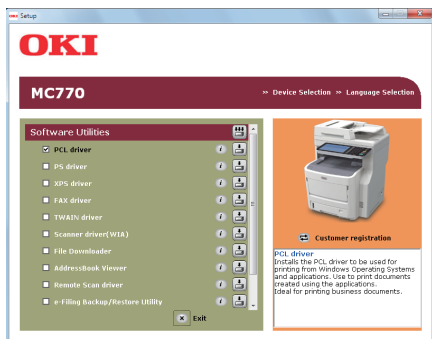 OKI Setup
OKI
MC770
» Device Selection » Language Selection
Software Utilities
PCL driver
PS driver
XPS driver
FAX driver
TWAIN driver
Scanner driver(WIA)
File Downloader
AddressBook Viewer
Remote Scan driver
e-Filing Backup/Restore Utility
Exit
Customer registration
PCL driver
Installs the PCL driver to be used for
printing from Windows Operating Systems
and applications. Use to print documents
created using the applications.
Ideal for printing business documents.